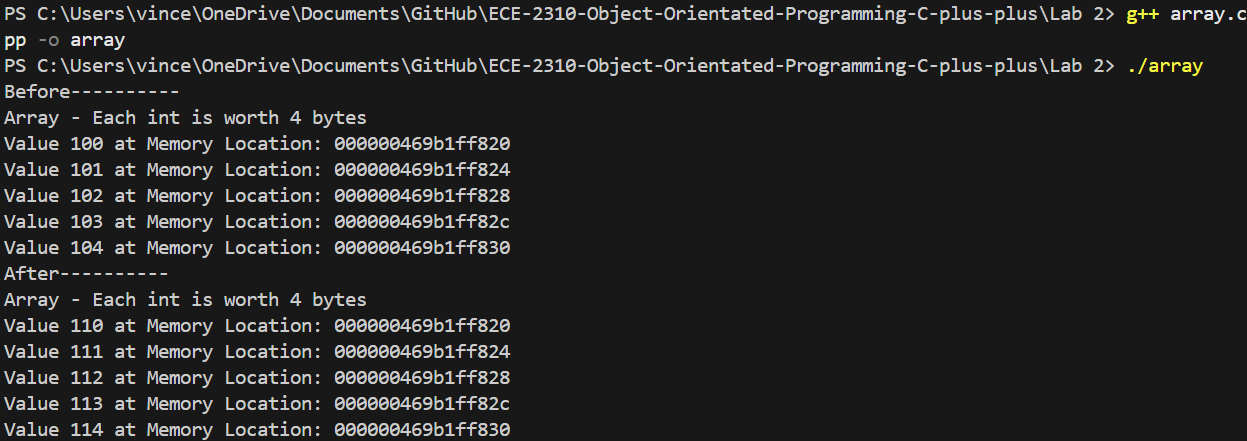 PS C:\Users\vince\OneDrive\Documents\GitHub\ECE-2310-Object-Orientated-Programming-C-plus-plus\Lab 2> g++ array.c
pp -o array
PS C:\Users\vince\OneDrive\Documents\GitHub\ECE-2310-Object-Orientated-Programming-C-plus-plus\Lab 2> ./array
Before----------
Array - Each int is worth 4 bytes
Value 100 at Memory Location: 000000469b1ff820
Value 101 at Memory Location: 000000469b1ff824
Value 102 at Memory Location: 000000469b1ff828
Value 103 at Memory Location: 000000469b1ff82c
Value 104 at Memory Location: 000000469b1ff830
After----------
Array - Each int is worth 4 bytes
Value 110 at Memory Location: 000000469b1ff820
Value 111 at Memory Location: 000000469b1ff824
Value 112 at Memory Location: 000000469b1ff828
Value 113 at Memory Location: 000000469b1ff82c
Value 114 at Memory Location: 000000469b1ff830